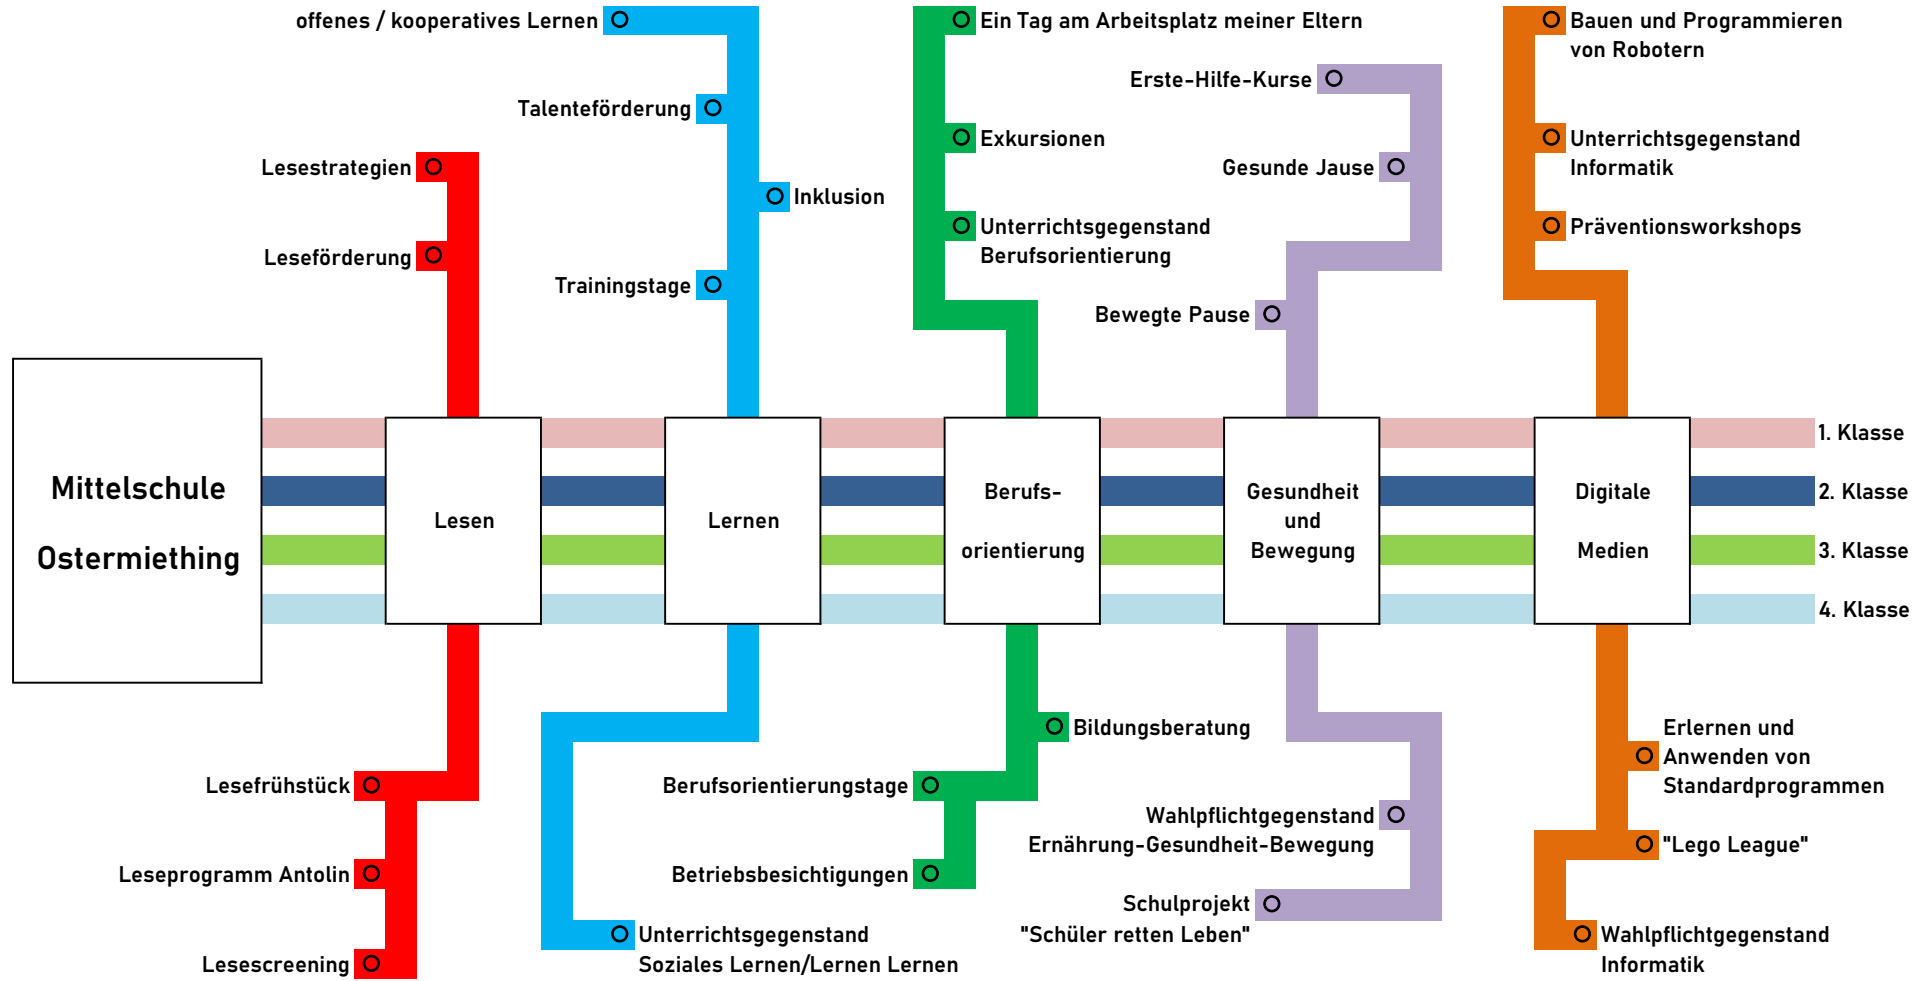 offenes / kooperatives Lernen
Ein Tag am Arbeitsplatz meiner Eltern
Bauen und Programmieren
von Robotern
Erste-Hilfe-Kurse
Talenteförderung
Exkursionen
Unterrichtsgegenstand
Informatik
Lesestrategien
Gesunde Jause
Inklusion
Unterrichtsgegenstand
Berufsorientierung
Präventionsworkshops
Leseförderung
Trainingstage
Bewegte Pause
Mittelschule
Ostermiething
Lesen
Lernen
Berufs-
orientierung
Gesundheit
und
Bewegung
Digitale
Medien
1. Klasse
2. Klasse
3. Klasse
4. Klasse
Bildungsberatung
Erlernen und
Anwenden von
Standardprogrammen
Lesefrühstück
Berufsorientierungstage
Wahlpflichtgegenstand
Ernährung-Gesundheit-Bewegung
"Lego League"
Leseprogramm Antolin
Betriebsbesichtigungen
Schulprojekt
"Schüler retten Leben"
Unterrichtsgegenstand
Soziales Lernen/Lernen Lernen
Wahlpflichtgegenstand
Informatik
Lesescreening